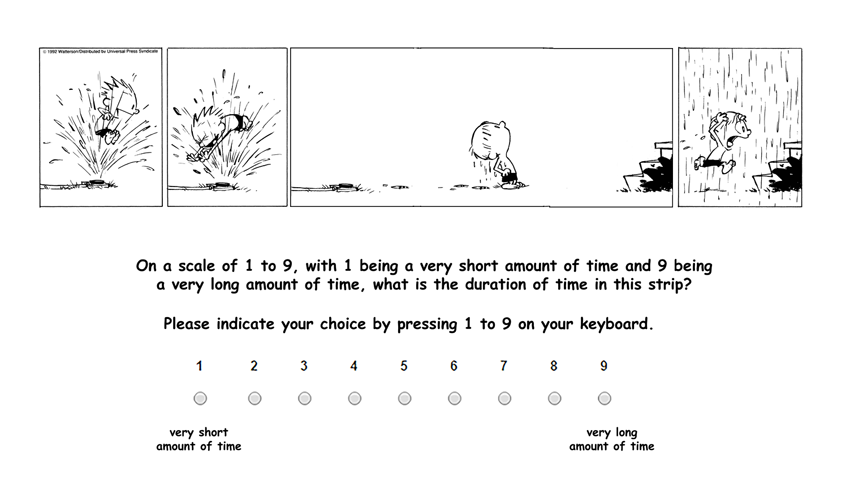 © 1992 Watterson/Distributed by Universal Press Syndicate
On a scale of 1 to 9, with 1 being a very short amount of time and 9 being
a very long amount of time, what is the duration of time in this strip?
Please indicate your choice by pressing 1 to 9 on your keyboard.
1 2 3 4 5 6 7 8 9
very short very long
amount of time amount of time